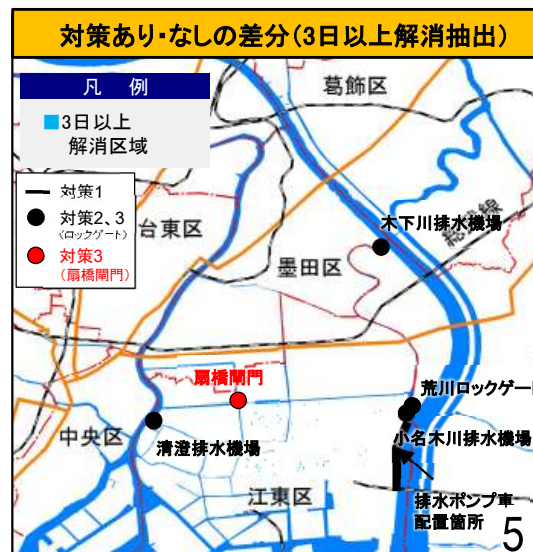 対策あり・なしの差分(3日以上解消抽出)
凡 例
3日以上
解消区域
対策1
対策2、3
(ロックゲート)
対策3
(扇橋閘門)
葛飾区
台東区
木下川排水機場
総武線
墨田区
扇橋閘門
荒川ロックゲート
中央区
清澄排水機場
小名木川排水機場
江東区
排水ポンプ車
配置箇所
5